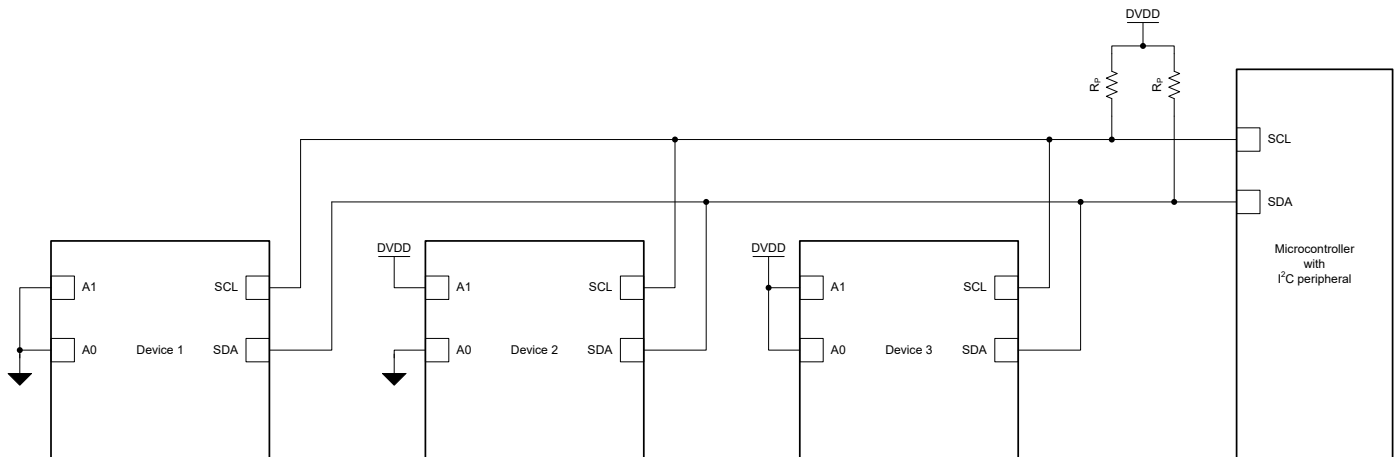 DVDD
Rₚ
Rₚ
SCL
SDA
Microcontroller
with
I²C peripheral
DVDD
DVDD
A1
SCL
A1
SCL
A1
SCL
A0
Device 1
SDA
A0
Device 2
SDA
A0
Device 3
SDA